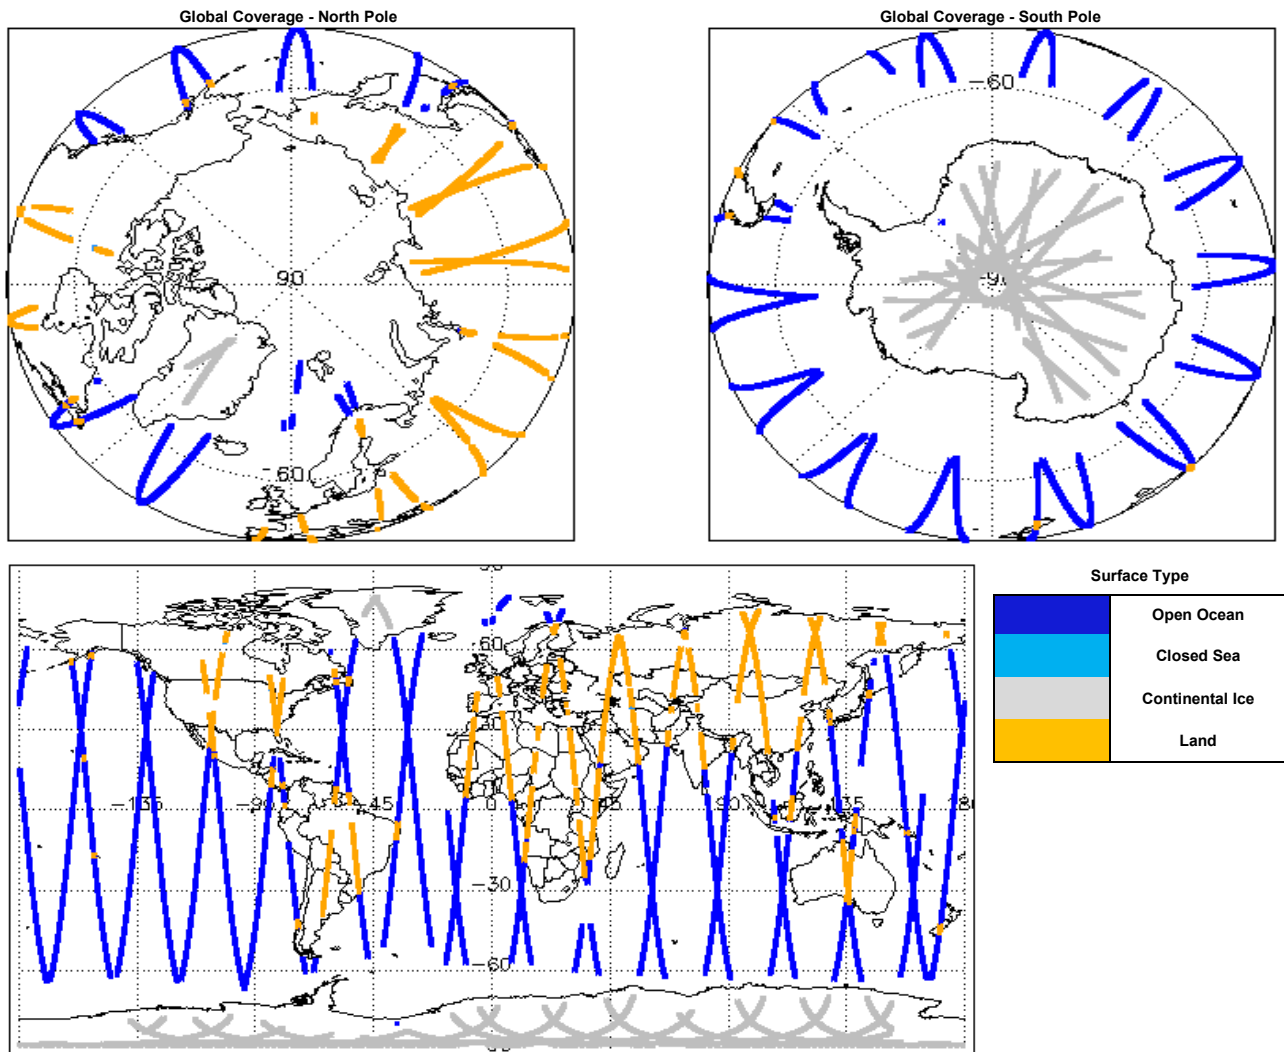 Global Coverage - North Pole
Global Coverage - South Pole
-60
90
-90
-60
60
30
-135
-90
-45
0
45
90
135
180
-30
-60
Surface Type
Open Ocean
Closed Sea
Continental Ice
Land